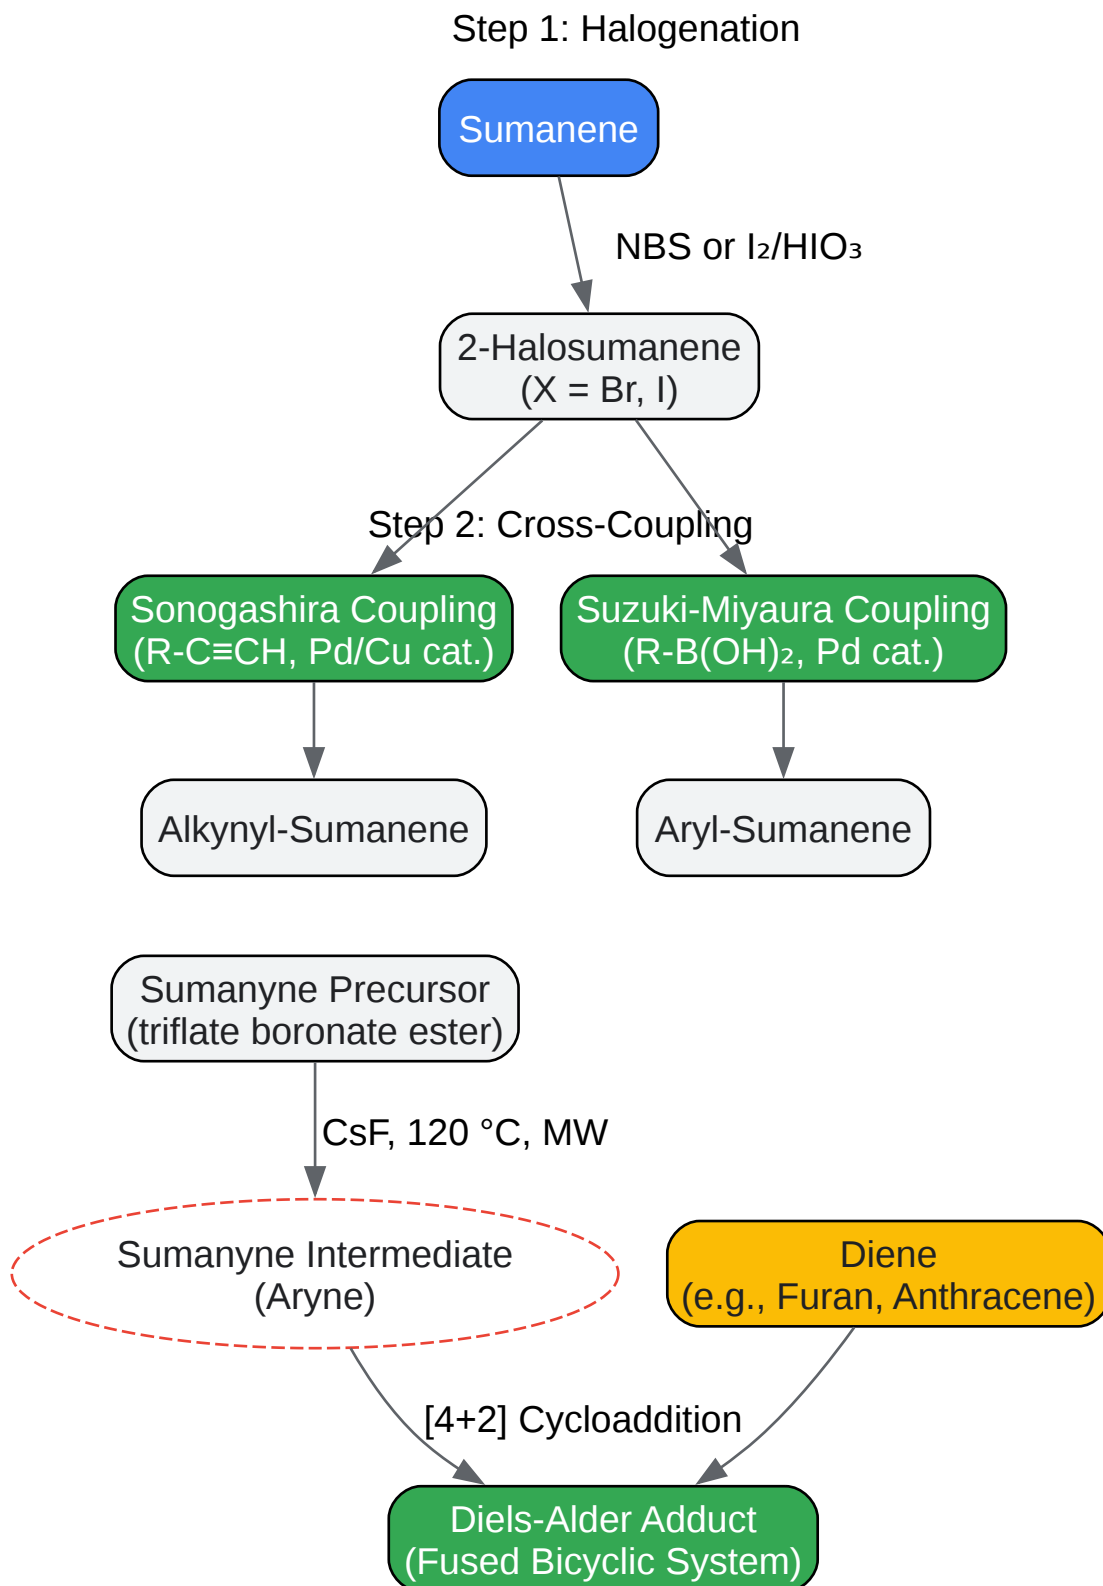 Step 1: Halogenation
Sumanene
NBS or I₂/HIO₃
2-Halosumanene
(X = Br, I)
Step 2: Cross-Coupling
Sonogashira Coupling
(R-C≡CH, Pd/Cu cat.)
Suzuki-Miyaura Coupling
(R-B(OH)₂, Pd cat.)
Alkynyl-Sumanene
Aryl-Sumanene
Sumanyne Precursor
(triflate boronate ester)
CsF, 120 °C, MW
Sumanyne Intermediate
(Aryne)
Diene
(e.g., Furan, Anthracene)
[4+2] Cycloaddition
Diels-Alder Adduct
(Fused Bicyclic System)